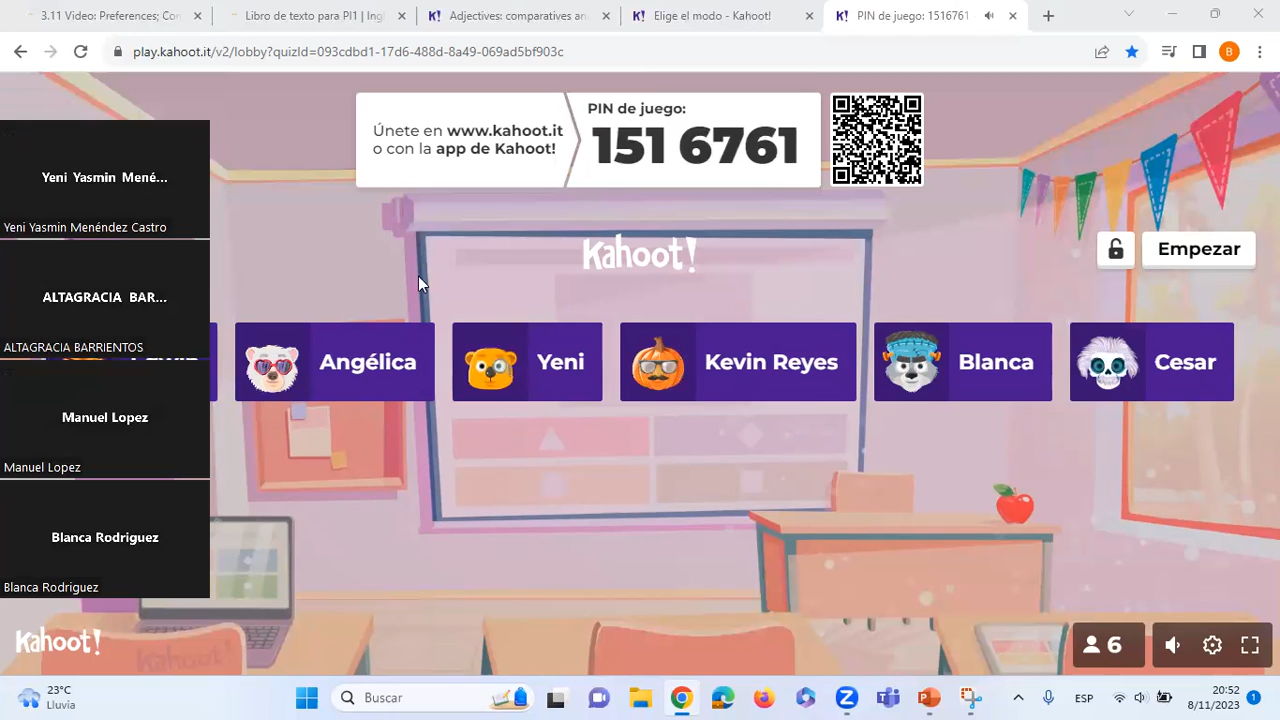 3.11 Video: Preferences; Con
Libro de texto para PI1 | Ingl
Adjectives: comparatives an
Elige el modo - Kahoot!
PIN de juego: 1516761
play.kahoot.it/v2/lobby?quizId=093cdbd1-17d6-488d-8a49-069ad5bf903c
B
Únete en www.kahoot.it
o con la app de Kahoot!
PIN de juego:
151 6761
Yeni Yasmin Mené...
Yeni Yasmin Menéndez Castro
Kahoot!
Empezar
ALTAGRACIA BAR...
ALTAGRACIA BARRIENTOS
Angélica
Yeni
Kevin Reyes
Blanca
Cesar
Manuel Lopez
Manuel Lopez
Blanca Rodriguez
Blanca Rodriguez
Kahoot!
6
23°C
Lluvia
Buscar
ESP
20:52
8/11/2023
1